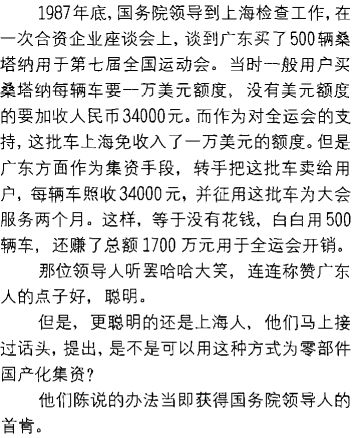 1987年底,国务院领导到上海检查工作,在
一次合资企业座谈会上,谈到广东买了500辆桑
塔纳用于第七届全国运动会。当时一般用户买
桑塔纳每辆车要一万美元额度,没有美元额度
的要加收人民币34000元。而作为对全运会的支
持,这批车上海免收入了一万美元的额度。但是
广东方面作为集资手段,转手把这批车卖给用
户,每辆车照收34000元,并征用这批车为大会
服务两个月。这样,等于没有花钱,白白用500
辆车,还赚了总额1700万元用于全运会开销。
那位领导人听罢哈哈大笑,连连称赞广东
人的点子好,聪明。
但是,更聪明的还是上海人,他们马上接
过话头,提出,是不是可以用这种方式为零部件
国产化集资?
他们陈说的办法当即获得国务院领导人的
首肯。